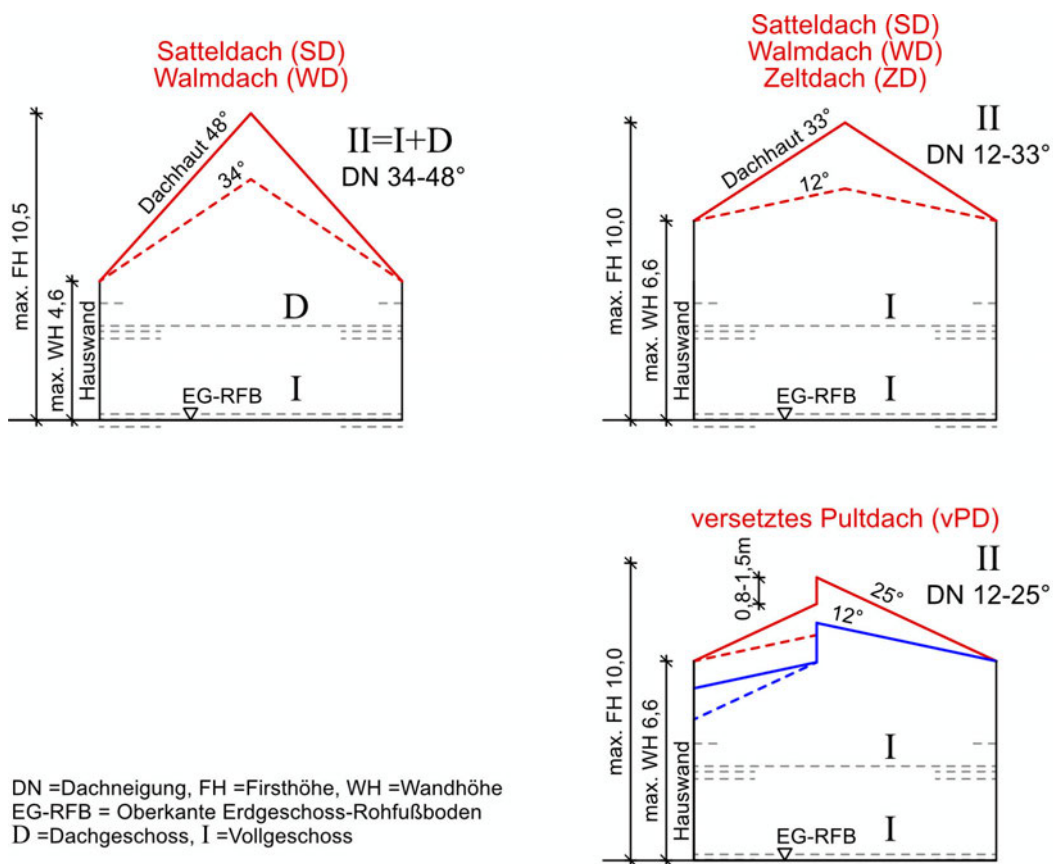 Satteldach (SD)
Walmdach (WD)
II=I+D
DN 34-48°
Dachhaut 48°
34°
max. FH 10,5
max. WH 4,6
Hauswand
D
I
EG-RFB
Satteldach (SD)
Walmdach (WD)
Zeltdach (ZD)
II
DN 12-33°
Dachhaut 33°
12°
max. FH 10,0
max. WH 6,6
Hauswand
I
I
EG-RFB
versetztes Pultdach (vPD)
II
DN 12-25°
0,8-1,5m
25°
12°
max. FH 10,0
max. WH 6,6
Hauswand
I
I
EG-RFB
DN =Dachneigung, FH =Firsthöhe, WH =Wandhöhe
EG-RFB = Oberkante Erdgeschoss-Rohfußboden
D =Dachgeschoss, I =Vollgeschoss